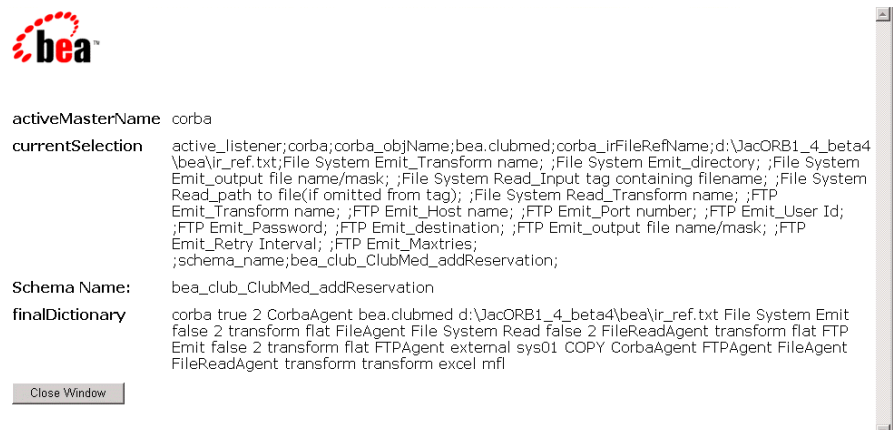 bea™
activeMasterName corba
currentSelection active_listener;corba;corba_objName;bea.clubmed;corba_irFileRefName;d:\JacORB1_4_beta4
\bea\ir_ref.txt;File System Emit_Transform name; ;File System Emit_directory; ;File System
Emit_output file name/mask; ;File System Read_Input tag containing filename; ;File System
Read_path to file(if omitted from tag); ;File System Read_Transform name; ;FTP
Emit_Transform name; ;FTP Emit_Host name; ;FTP Emit_Port number; ;FTP Emit_User Id;
;FTP Emit_Password; ;FTP Emit_destination; ;FTP Emit_output file name/mask; ;FTP
Emit_Retry Interval; ;FTP Emit_Maxtries;
;schema_name;bea_club_ClubMed_addReservation;
Schema Name: bea_club_ClubMed_addReservation
finalDictionary corba true 2 CorbaAgent bea.clubmed d:\JacORB1_4_beta4\bea\ir_ref.txt File System Emit
false 2 transform flat FileAgent File System Read false 2 FileReadAgent transform flat FTP
Emit false 2 transform flat FTPAgent external sys01 COPY CorbaAgent FTPAgent FileAgent
FileReadAgent transform transform excel mfl
Close Window